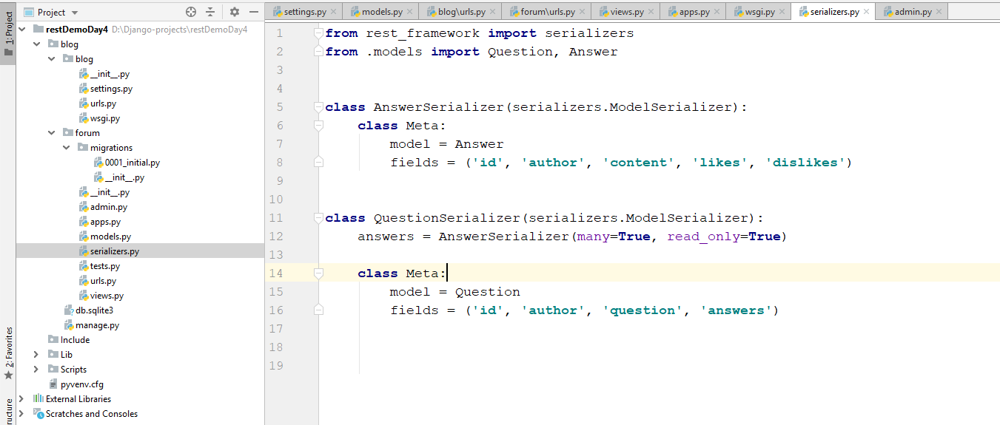 Project
settings.py
models.py
blog\urls.py
forum\urls.py
views.py
apps.py
wsgi.py
serializers.py
admin.py
1: Project
2: Favorites
ructure
restDemoDay4 D:\Django-projects\restDemoDay4
blog
blog
__init__.py
settings.py
urls.py
wsgi.py
forum
migrations
0001_initial.py
__init__.py
__init__.py
admin.py
apps.py
models.py
serializers.py
tests.py
urls.py
views.py
db.sqlite3
manage.py
Include
Lib
Scripts
pyvenv.cfg
External Libraries
Scratches and Consoles
1 from rest_framework import serializers
2 from .models import Question, Answer
3
4
5 class AnswerSerializer(serializers.ModelSerializer):
6     class Meta:
7         model = Answer
8         fields = ('id', 'author', 'content', 'likes', 'dislikes')
9
10
11 class QuestionSerializer(serializers.ModelSerializer):
12     answers = AnswerSerializer(many=True, read_only=True)
13
14     class Meta:
15         model = Question
16         fields = ('id', 'author', 'question', 'answers')
17
18
19